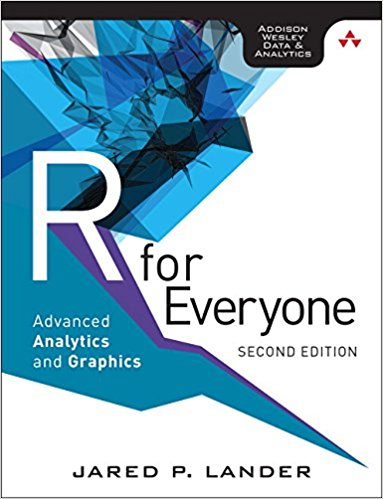 ADDISON
WESLEY
DATA &
ANALYTICS
R for
Everyone
Advanced
Analytics
and Graphics
SECOND EDITION
JARED P. LANDER